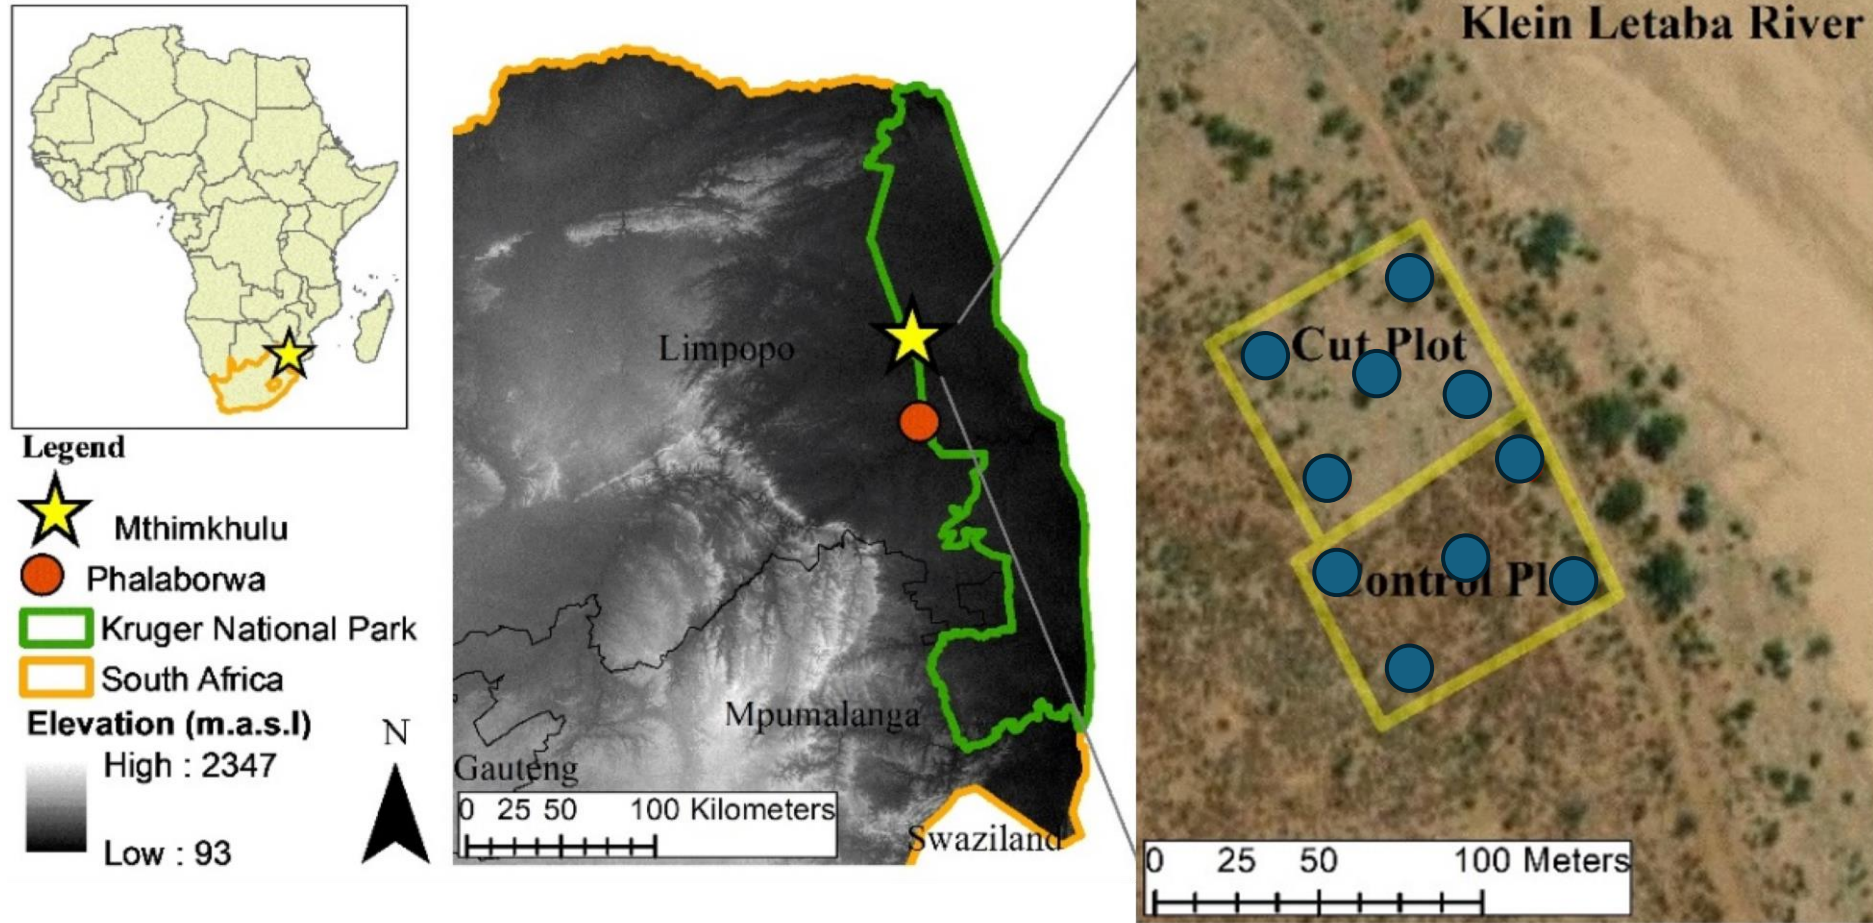 Legend
Mthimkhulu
Phalaborwa
Kruger National Park
South Africa
Elevation (m.a.s.l)
High : 2347
Low : 93
N
Limpopo
Mpumalanga
Gauteng
Swaziland
0 25 50 100 Kilometers
Klein Letaba River
Cut Plot
ontrol Pl
0 25 50 100 Meters